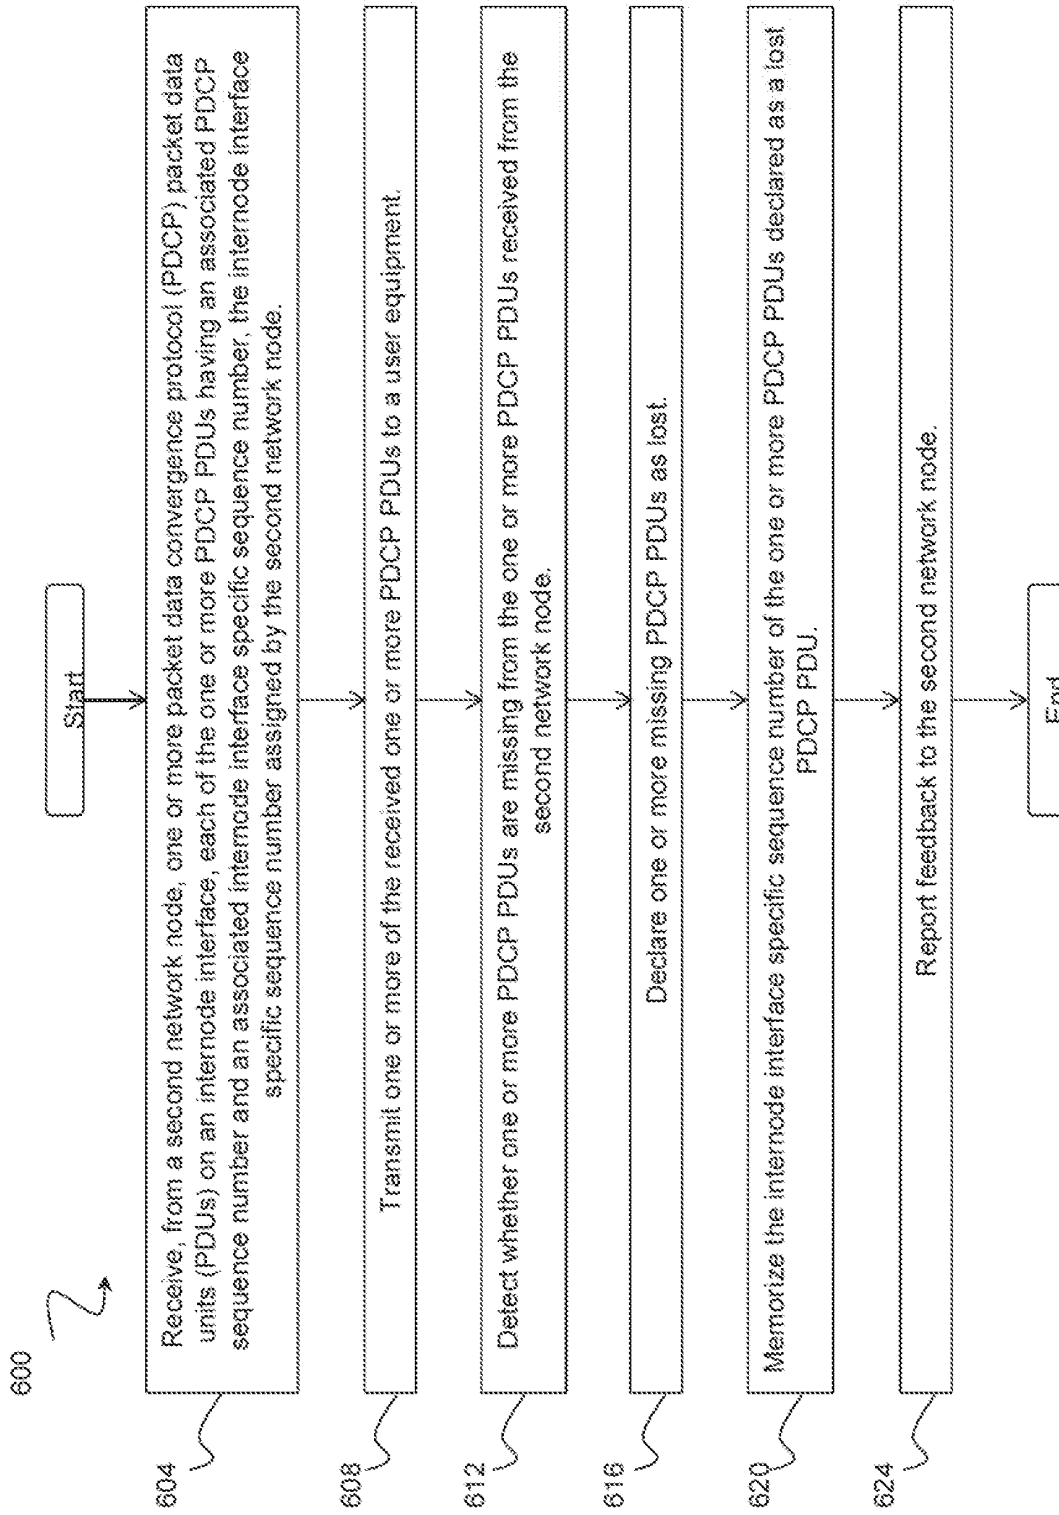 600
Start
604
Receive, from a second network node, one or more packet data convergence protocol (PDCP) packet data
units (PDUs) on an internode interface, each of the one or more PDCP PDUs having an associated PDCP
sequence number and an associated internode interface specific sequence number, the internode interface
specific sequence number assigned by the second network node.
608
Transmit one or more of the received one or more PDCP PDUs to a user equipment.
612
Detect whether one or more PDCP PDUs are missing from the one or more PDCP PDUs received from the
second network node.
616
Declare one or more missing PDCP PDUs as lost.
620
Memorize the internode interface specific sequence number of the one or more PDCP PDUs declared as a lost
PDCP PDU.
624
Report feedback to the second network node.
End